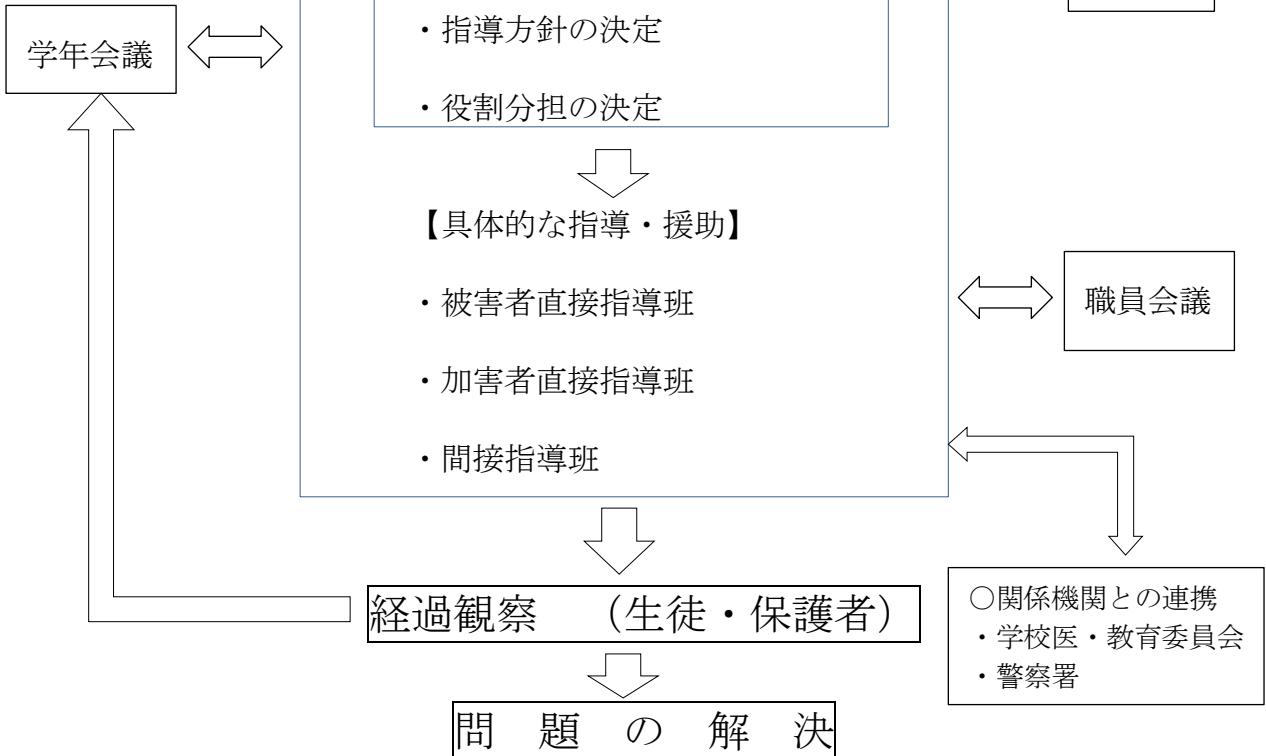 ・指導方針の決定
学年会議
・役割分担の決定
【具体的な指導・援助】
・被害者直接指導班
職員会議
・加害者直接指導班
・間接指導班
経過観察　（生徒・保護者）
○関係機関との連携
・学校医・教育委員会
・警察署
問　題　の　解　決